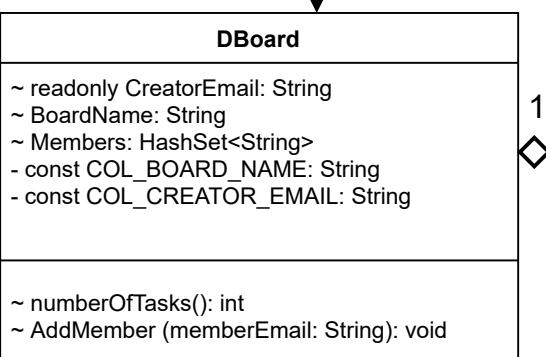 DBoard
~ readonly CreatorEmail: String
~ BoardName: String
~ Members: HashSet<String>
- const COL_BOARD_NAME: String
- const COL_CREATOR_EMAIL: String
1
~ numberOfTasks(): int
~ AddMember (memberEmail: String): void